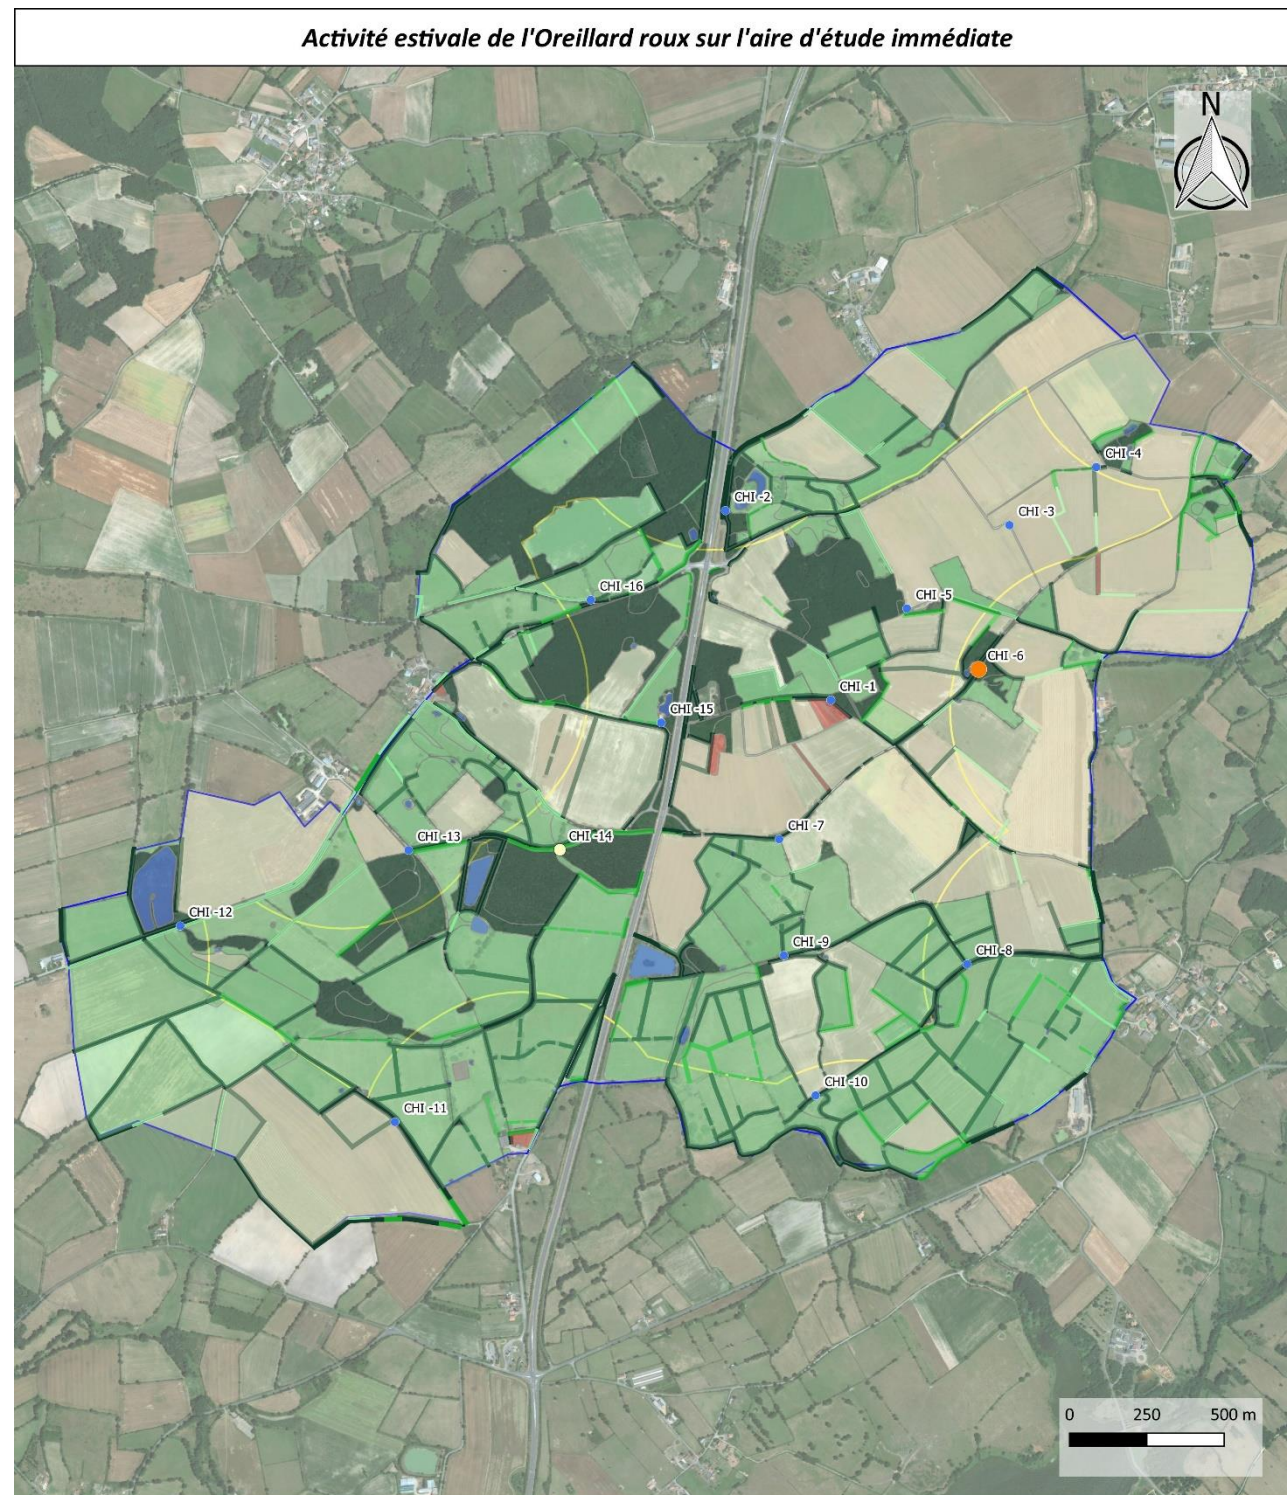 Activité estivale de l'Oreillard roux sur l'aire d'étude immédiate
N
CHI -4
CHI -2
CHI -3
CHI -16
CHI -5
CHI -6
CHI -1
CHI -15
CHI -7
CHI -13
CHI -14
CHI -12
CHI -9
CHI -8
CHI -10
CHI -11
0 250 500 m